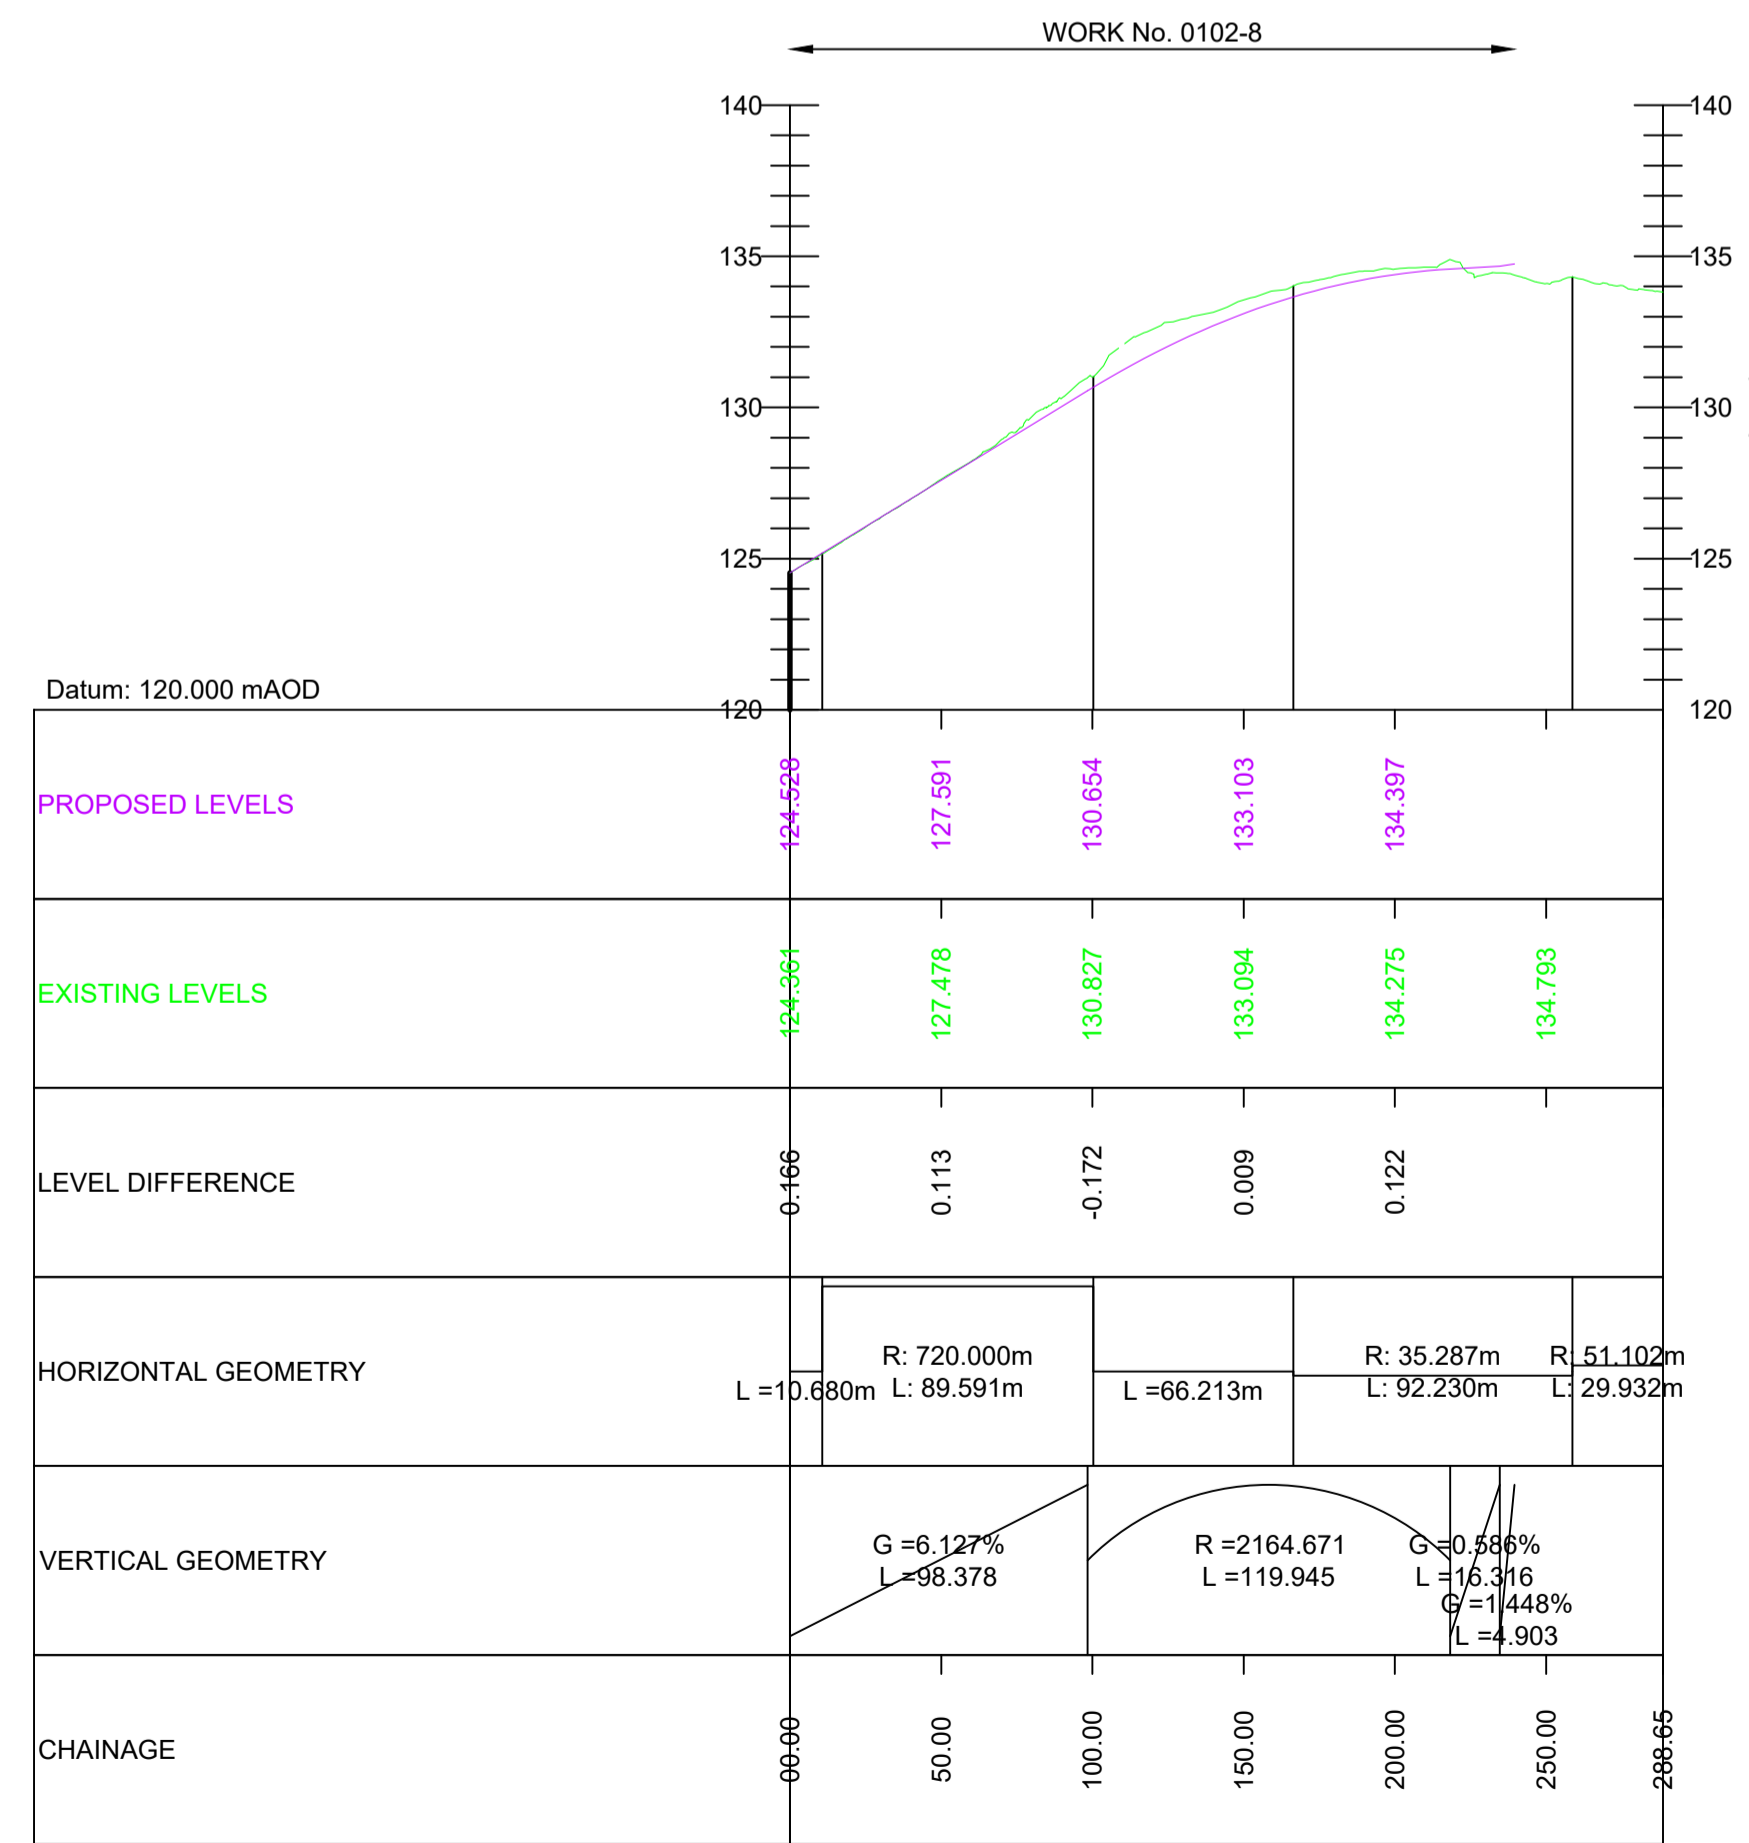 WORK No. 0102-8
140 140
135 135
130 130
125 125
Datum: 120.000 mAOD
120 120
PROPOSED LEVELS 124.528 127.591 130.654 133.103 134.397
EXISTING LEVELS 124.361 127.478 130.827 133.094 134.275 134.793
LEVEL DIFFERENCE 0.166 0.113 -0.172 0.009 0.122
HORIZONTAL GEOMETRY
L =10.680m
R: 720.000m
L: 89.591m
L =66.213m
R: 35.287m
L: 92.230m
R: 51.102m
L: 29.932m
VERTICAL GEOMETRY
G =6.127%
L =98.378
R =2164.671
L =119.945
G =0.586%
L =16.316
G =1.448%
L =4.903
CHAINAGE 00.00 50.00 100.00 150.00 200.00 250.00 288.65